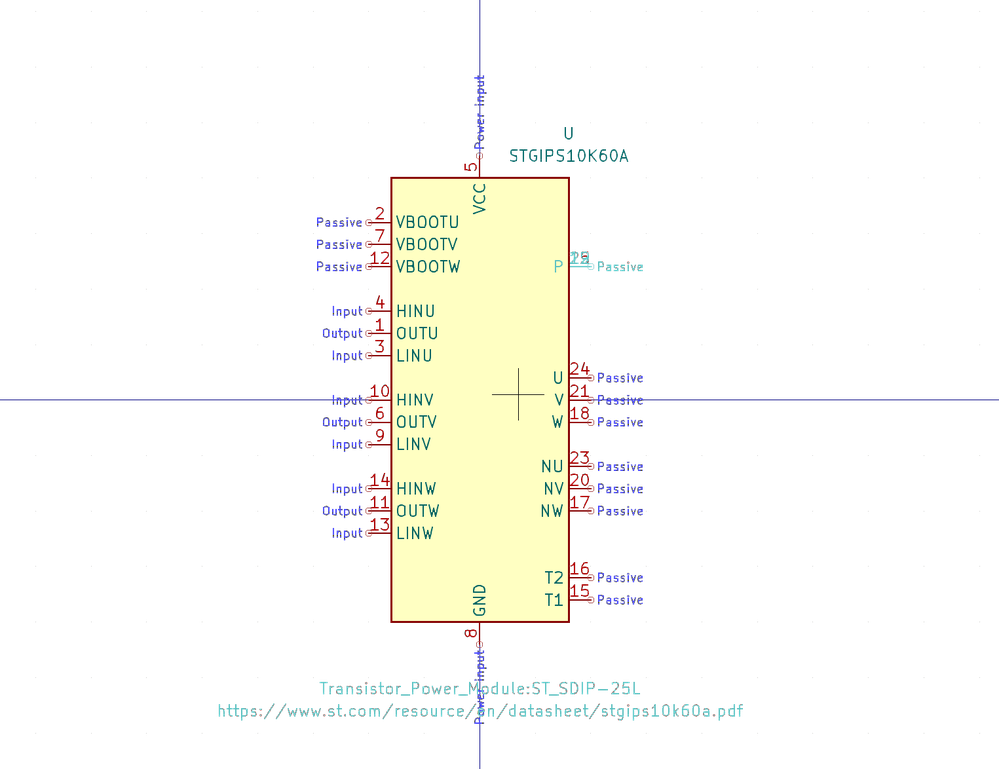 Power input
U
STGIPS10K60A
5
VCC
Passive 2 VBOOTU
Passive 7 VBOOTV
Passive 12 VBOOTW
P Passive
Input 4 HINU
Output 1 OUTU
Input 3 LINU
U 24 Passive
Input 10 HINV
V 21 Passive
Output 6 OUTV
W 18 Passive
Input 9 LINV
NU 23 Passive
Input 14 HINW
NV 20 Passive
Output 11 OUTW
NW 17 Passive
Input 13 LINW
T2 16 Passive
T1 15 Passive
GND
8
Power input
Transistor_Power_Module:ST_SDIP-25L
https://www.st.com/resource/en/datasheet/stgips10k60a.pdf